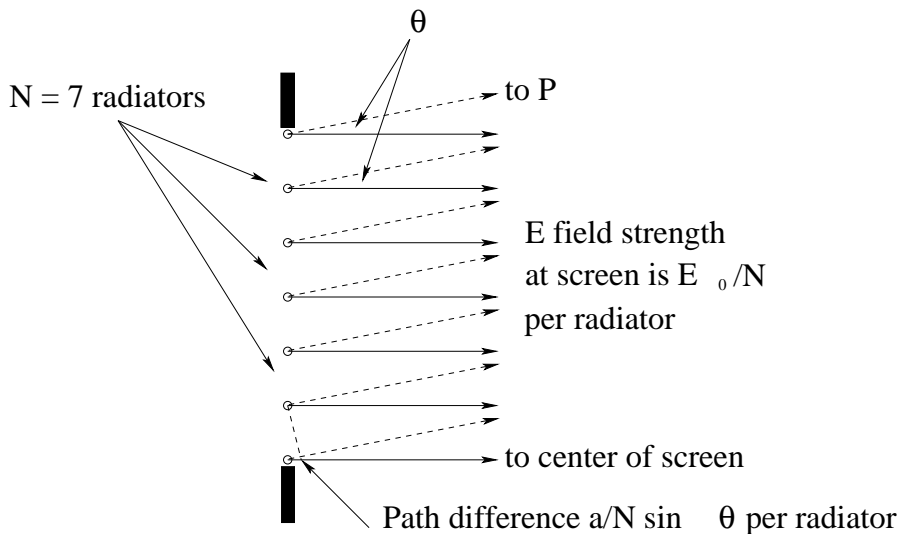 θ
to P
N = 7 radiators
E field strength
at screen is E₀/N
per radiator
to center of screen
Path difference a/N sin θ per radiator